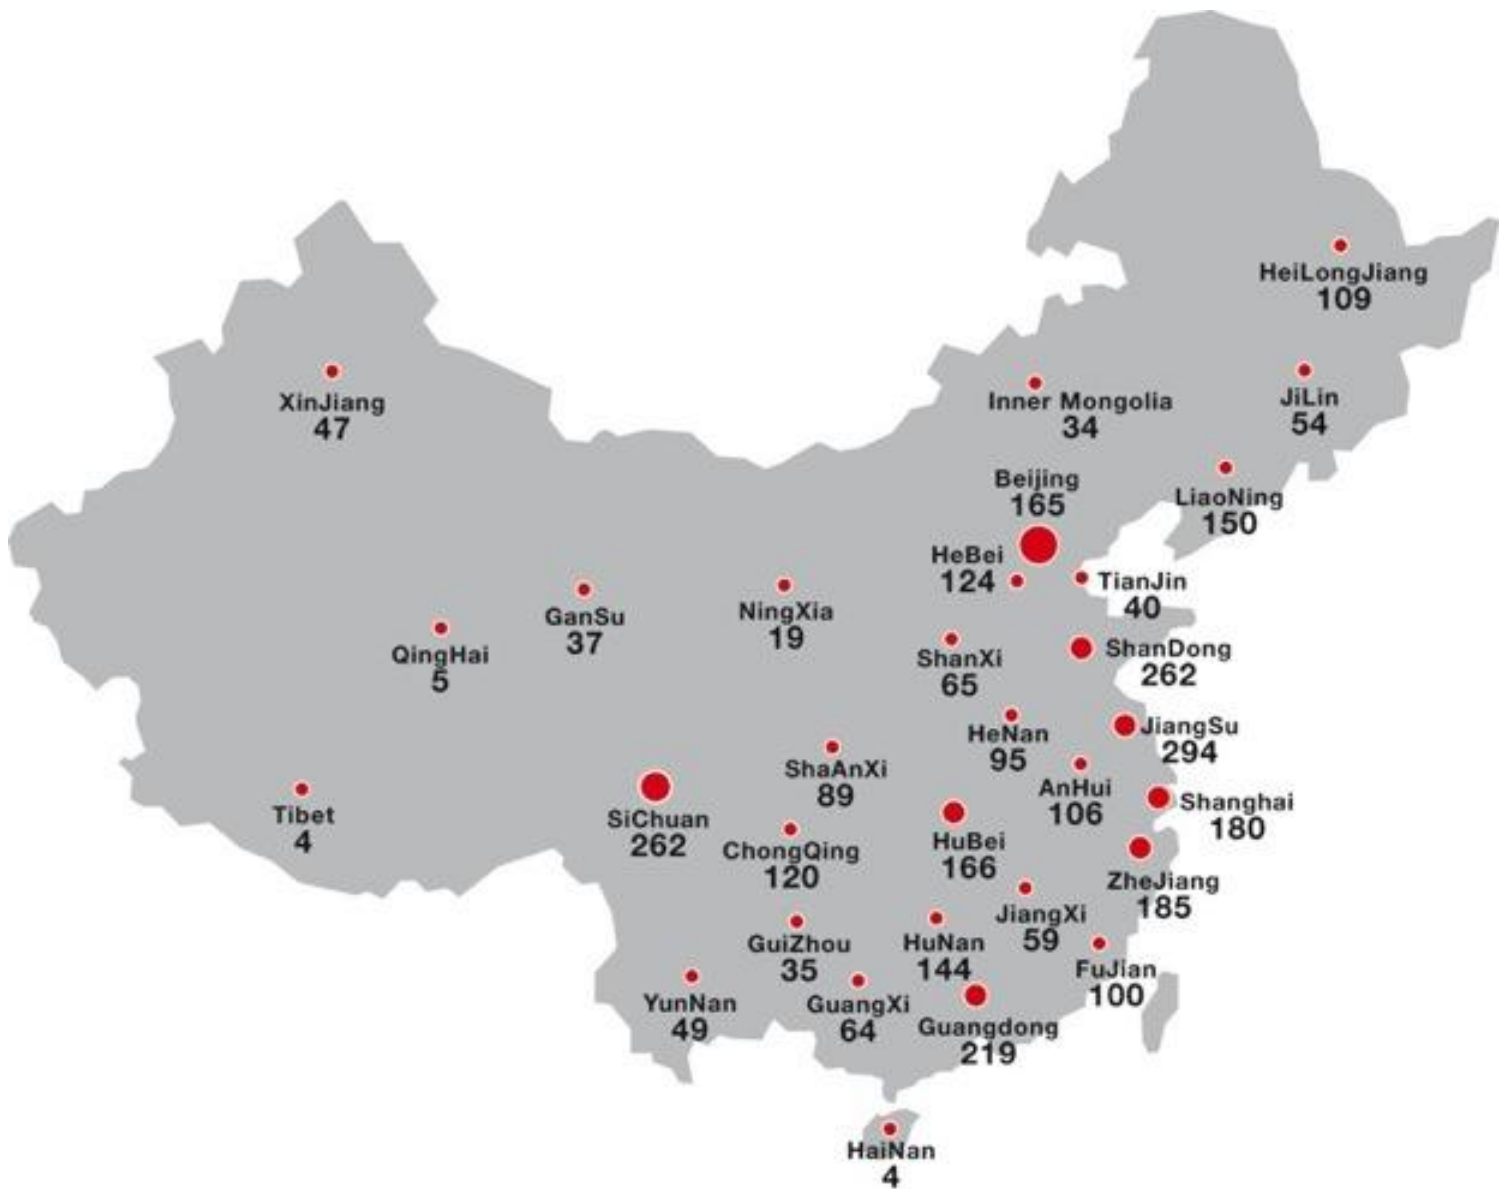 HeiLongJiang
109
XinJiang
47
Inner Mongolia
34
JiLin
54
Beijing
165
LiaoNing
150
HeBei
124
TianJin
40
GanSu
37
NingXia
19
QingHai
5
ShanXi
65
ShanDong
262
HeNan
95
JiangSu
294
ShaAnXi
89
AnHui
106
Shanghai
180
Tibet
4
SiChuan
262
ChongQing
120
HuBei
166
ZheJiang
185
JiangXi
59
GuiZhou
35
HuNan
144
FuJian
100
YunNan
49
GuangXi
64
Guangdong
219
HaiNan
4